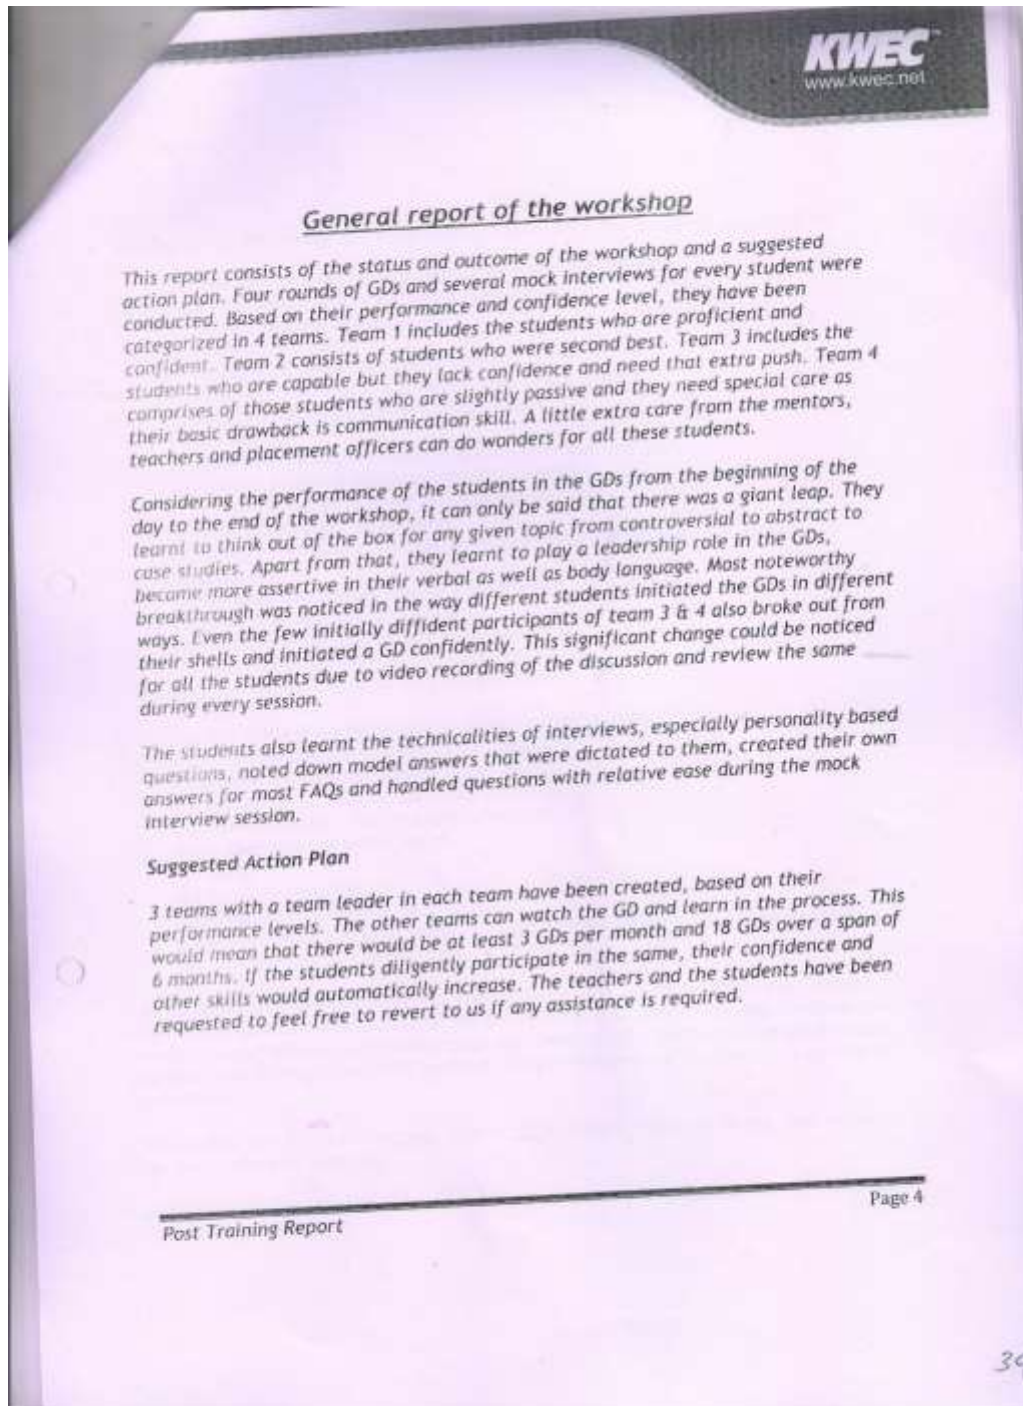 KWEC
www.kwec.net
General report of the workshop
This report consists of the status and outcome of the workshop and a suggested
action plan. Four rounds of GDs and several mock interviews for every student were
conducted. Based on their performance and confidence level, they have been
categorized in 4 teams. Team 1 includes the students who are proficient and
confident. Team 2 consists of students who were second best. Team 3 includes the
students who are capable but they lack confidence and need that extra push. Team 4
comprises of those students who are slightly passive and they need special care as
their basic drawback is communication skill. A little extra care from the mentors,
teachers and placement officers can do wonders for all these students.
Considering the performance of the students in the GDs from the beginning of the
day to the end of the workshop, it can only be said that there was a giant leap. They
learnt to think out of the box for any given topic from controversial to abstract to
case studies. Apart from that, they learnt to play a leadership role in the GDs,
became more assertive in their verbal as well as body language. Most noteworthy
breakthrough was noticed in the way different students initiated the GDs in different
ways. Even the few initially diffident participants of team 3 & 4 also broke out from
their shells and initiated a GD confidently. This significant change could be noticed
for all the students due to video recording of the discussion and review the same
during every session.
The students also learnt the technicalities of interviews, especially personality based
questions, noted down model answers that were dictated to them, created their own
answers for most FAQs and handled questions with relative ease during the mock
interview session.
Suggested Action Plan
3 teams with a team leader in each team have been created, based on their
performance levels. The other teams can watch the GD and learn in the process. This
would mean that there would be at least 3 GDs per month and 18 GDs over a span of
6 months. If the students diligently participate in the same, their confidence and
other skills would automatically increase. The teachers and the students have been
requested to feel free to revert to us if any assistance is required.
Page 4
Post Training Report